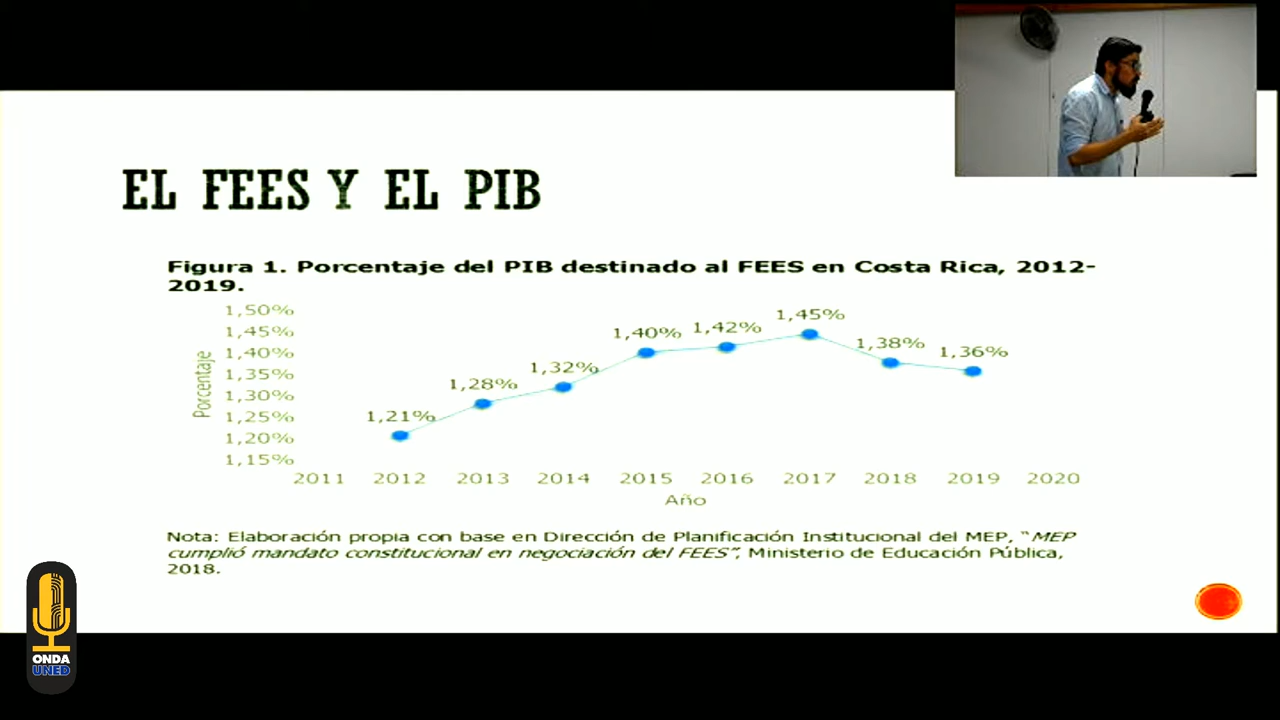 EL FEES Y EL PIB
Figura 1. Porcentaje del PIB destinado al FEES en Costa Rica, 2012-
2019.
1,50%
1,45%
1,40%
1,35%
1,30%
1,25%
1,20%
1,15%
Porcentaje
1,21%
1,28%
1,32%
1,40%
1,42%
1,45%
1,38%
1,36%
2011 2012 2013 2014 2015 2016 2017 2018 2019 2020
Año
Nota: Elaboración propia con base en Dirección de Planificación Institucional del MEP, “MEP
cumplió mandato constitucional en negociación del FEES”, Ministerio de Educación Pública,
2018.
ONDA
UNED